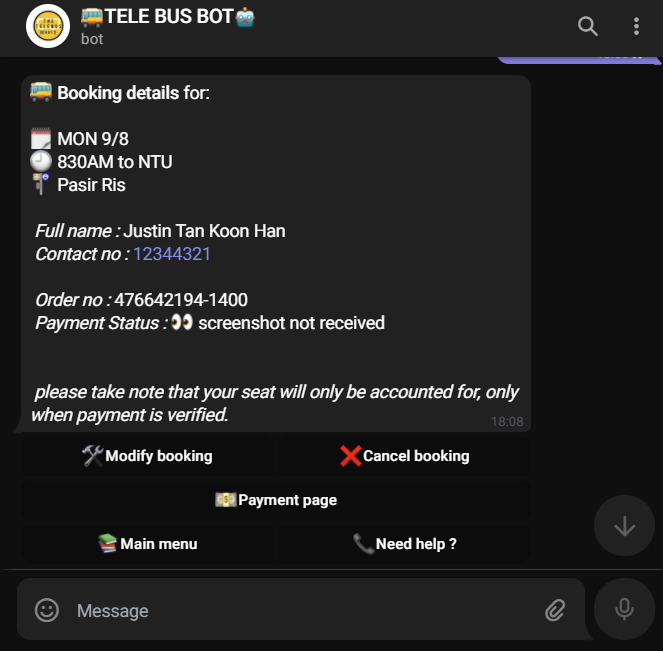 TELE BUS BOT
bot
Booking details for:
MON 9/8
830AM to NTU
Pasir Ris
Full name : Justin Tan Koon Han
Contact no : 12344321
Order no : 476642194-1400
Payment Status : 👀 screenshot not received
please take note that your seat will only be accounted for, only
when payment is verified.
18:08
Modify booking
Cancel booking
Payment page
Main menu
Need help ?
Message